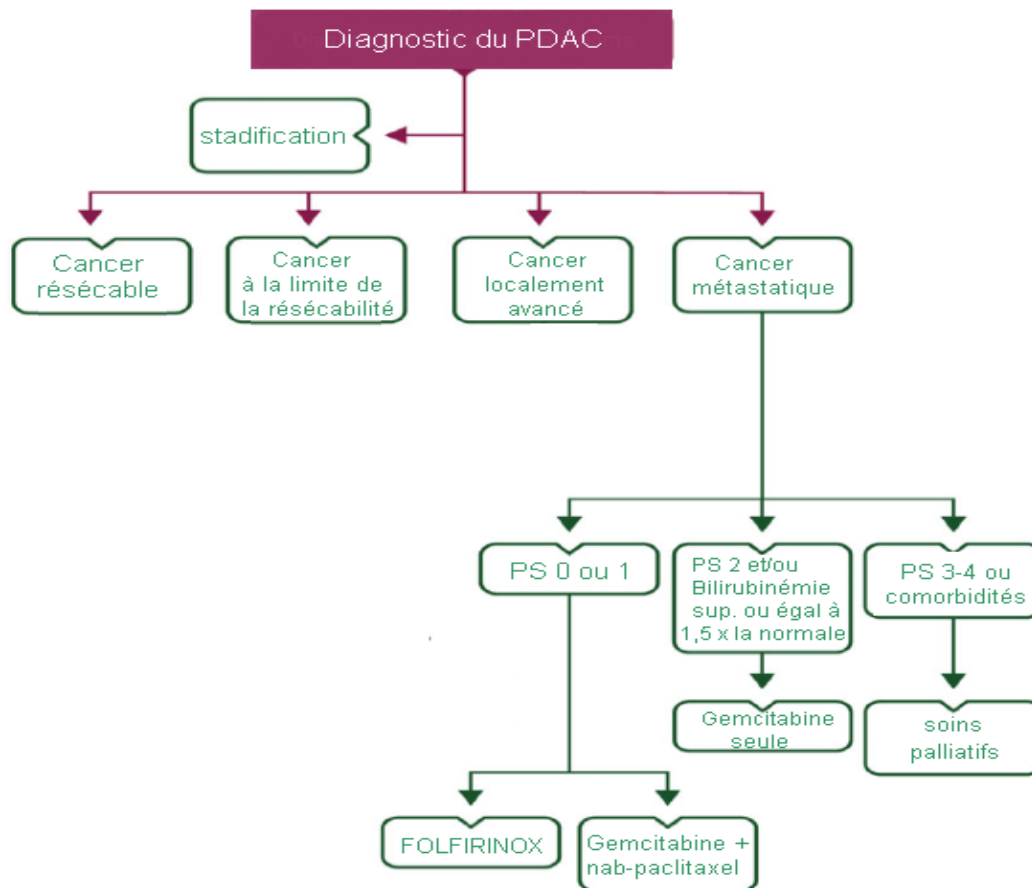 Diagnostic du PDAC
stadification
Cancer
résécable
Cancer
à la limite de
la résécabilité
Cancer
localement
avancé
Cancer
métastatique
PS 0 ou 1
PS 2 et/ou
Bilirubinémie
sup. ou égal à
1,5 x la normale
PS 3-4 ou
comorbidités
Gemcitabine
seule
soins
palliatifs
FOLFIRINOX
Gemcitabine +
nab-paclitaxel